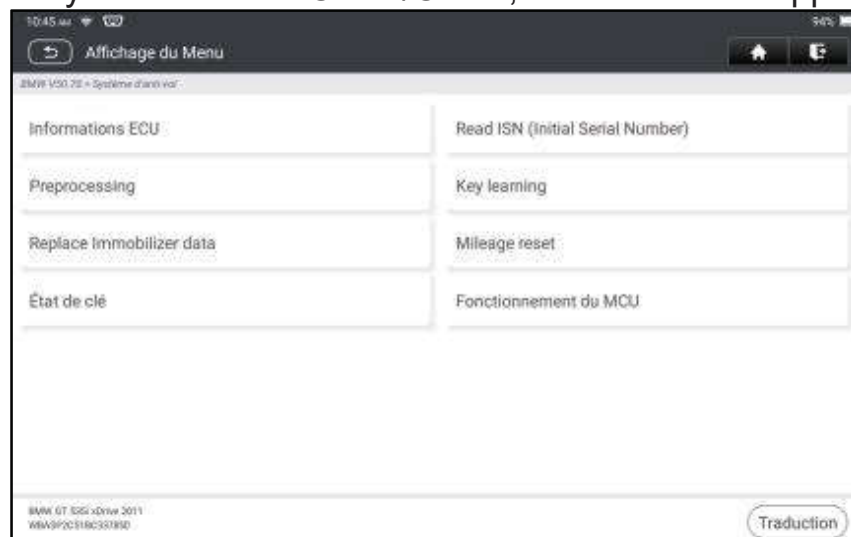 10:45
94%
Affichage du Menu
BMW V50.70 > Système d'anti-vol
Informations ECU
Read ISN (Initial Serial Number)
Preprocessing
Key learning
Replace Immobilizer data
Mileage reset
État de clé
Fonctionnement du MCU
BMW GT 535i xDrive 2011
Traduction